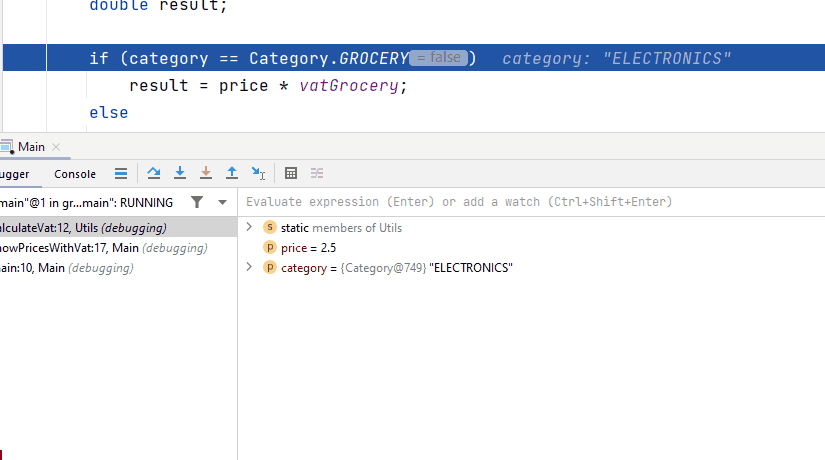 double result;
if (category == Category.GROCERY = false ) category: "ELECTRONICS"
result = price * vatGrocery;
else
Main
ugger Console
main"@1 in gr...main": RUNNING
Evaluate expression (Enter) or add a watch (Ctrl+Shift+Enter)
alculateVat:12, Utils (debugging)
howPricesWithVat:17, Main (debugging)
ain:10, Main (debugging)
s static members of Utils
p price = 2.5
p category = {Category@749} "ELECTRONICS"